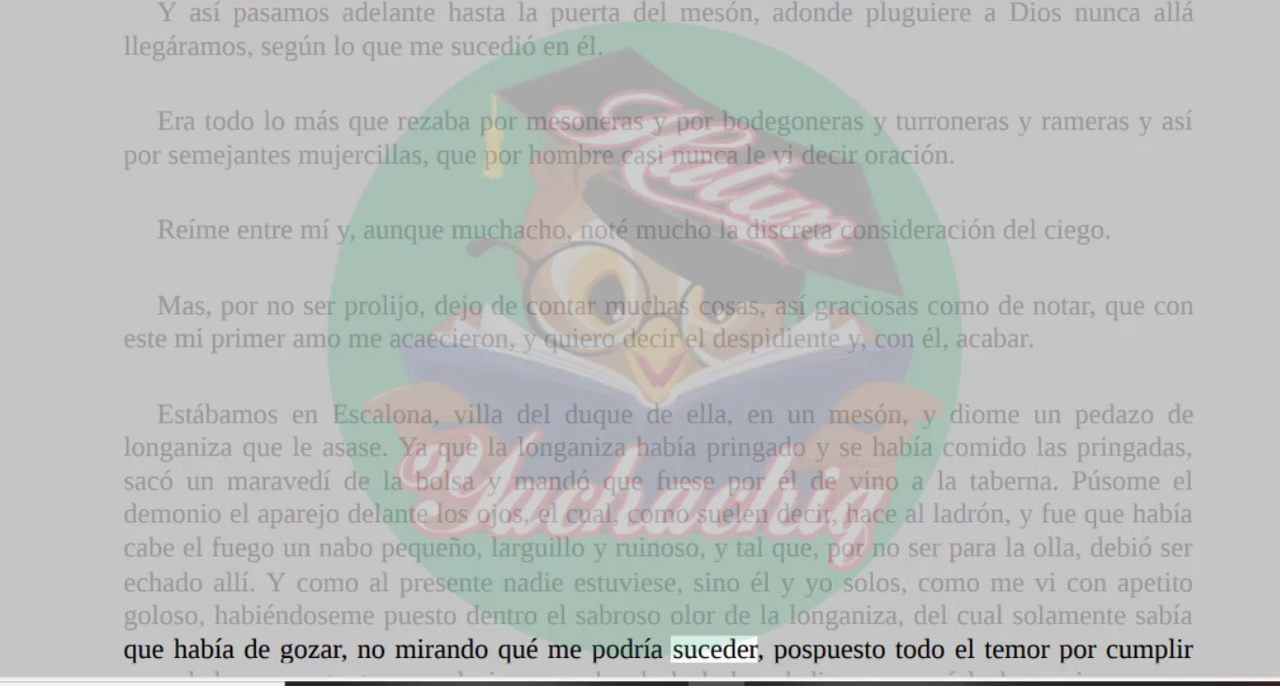 Y así pasamos adelante hasta la puerta del mesón, adonde pluguiere a Dios nunca allá
llegáramos, según lo que me sucedió en él.
Era todo lo más que rezaba por mesoneras y por bodegoneras y turroneras y rameras y así
por semejantes mujercillas, que por hombre casi nunca le vi decir oración.
Reíme entre mí y, aunque muchacho, noté mucho la discreta consideración del ciego.
Mas, por no ser prolijo, dejo de contar muchas cosas, así graciosas como de notar, que con
este mi primer amo me acaecieron, y quiero decir el despidiente y, con él, acabar.
Estábamos en Escalona, villa del duque de ella, en un mesón, y diome un pedazo de
longaniza que le asase. Ya que la longaniza había pringado y se había comido las pringadas,
sacó un maravedí de la bolsa y mandó que fuese por él de vino a la taberna. Púsome el
demonio el aparejo delante los ojos, el cual, como suelen decir, hace al ladrón, y fue que había
cabe el fuego un nabo pequeño, larguillo y ruinoso, y tal que, por no ser para la olla, debió ser
echado allí. Y como al presente nadie estuviese, sino él y yo solos, como me vi con apetito
goloso, habiéndoseme puesto dentro el sabroso olor de la longaniza, del cual solamente sabía
que había de gozar, no mirando qué me podría suceder, pospuesto todo el temor por cumplir
Hatun
Yachachiq